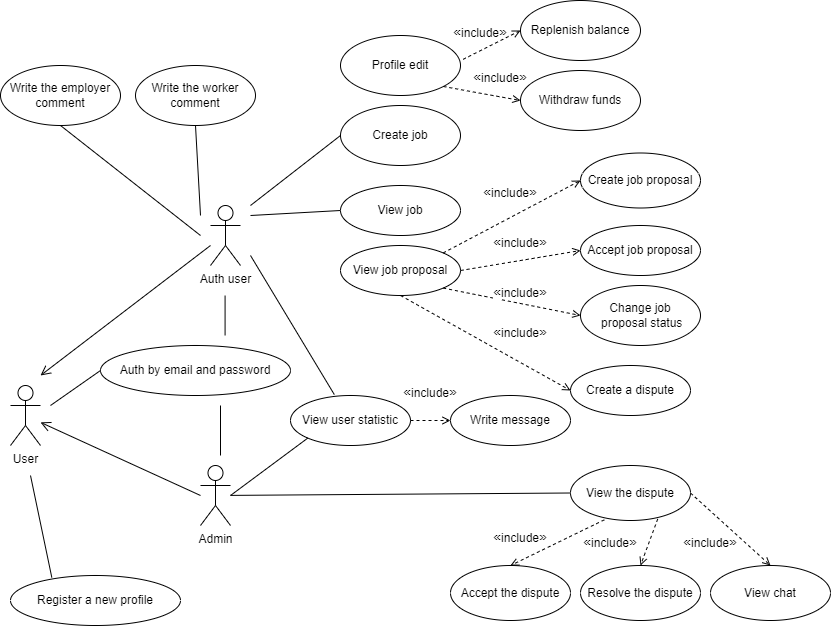 «include»
Replenish balance
Profile edit
«include»
Withdraw funds
Write the employer
comment
Write the worker
comment
Create job
«include»
Create job proposal
View job
«include»
Accept job proposal
Auth user
View job proposal
«include»
Change job
proposal status
«include»
Auth by email and password
Create a dispute
«include»
View user statistic
Write message
User
View the dispute
Admin
«include»
«include»
«include»
Accept the dispute
Resolve the dispute
View chat
Register a new profile